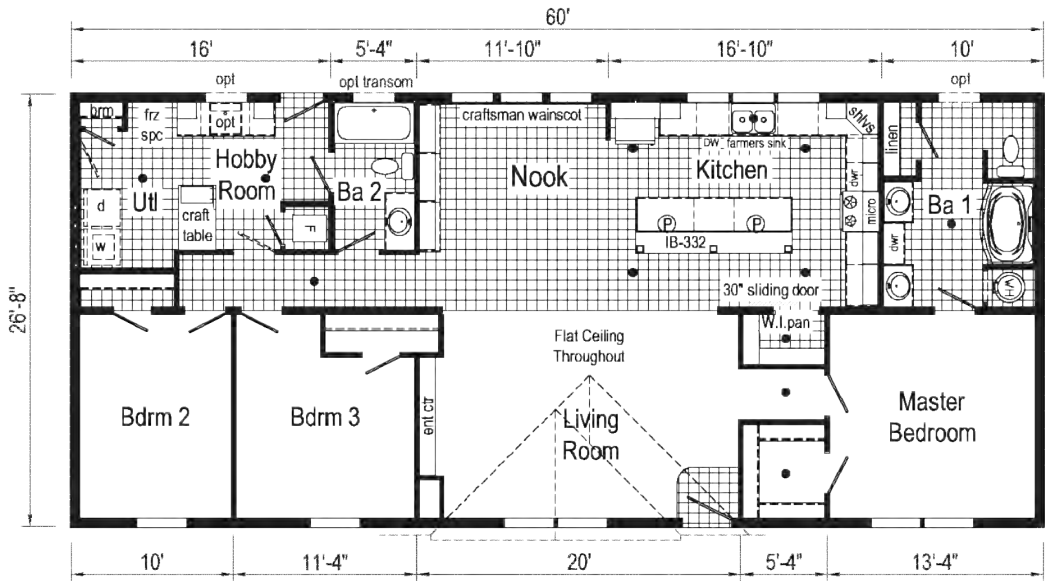 60'
16'
5'-4"
11'-10"
16'-10"
10'
opt
opt transom
opt
26'-8"
brm
frz
spc
opt
craftsman wainscot
DW
farmers sink
shlvs
linen
Hobby
Room
Utl
craft
table
d
w
F
Ba 2
Nook
Kitchen
P
P
IB-332
dwr
micro
Ba 1
dwr
WH
30" sliding door
W.I.pan
Flat Ceiling
Throughout
Bdrm 2
Bdrm 3
ent ctr
Living
Room
Master
Bedroom
10'
11'-4"
20'
5'-4"
13'-4"